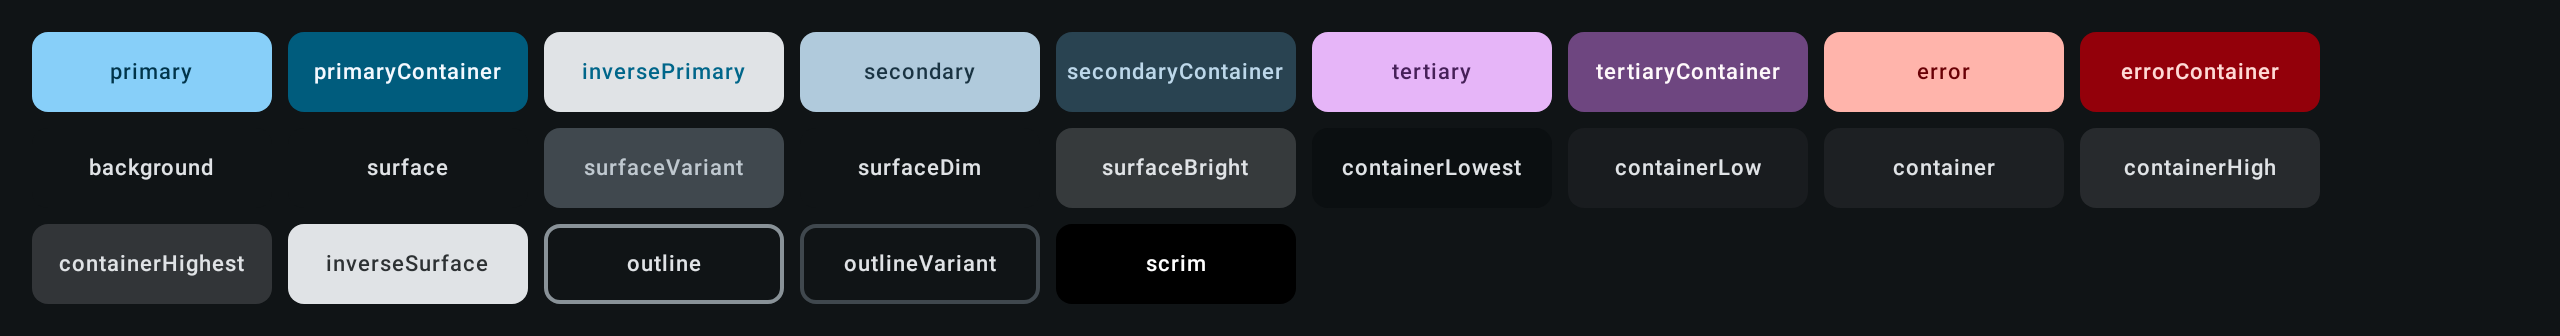 primary primaryContainer inversePrimary secondary secondaryContainer tertiary tertiaryContainer error errorContainer
background surface surfaceVariant surfaceDim surfaceBright containerLowest containerLow container containerHigh
containerHighest inverseSurface outline outlineVariant scrim